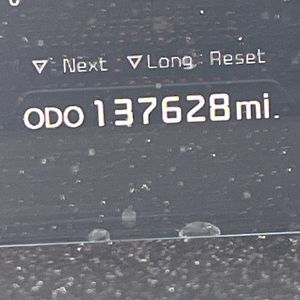 ▽ : Next ▽ Long : Reset
ODO 137628 mi.